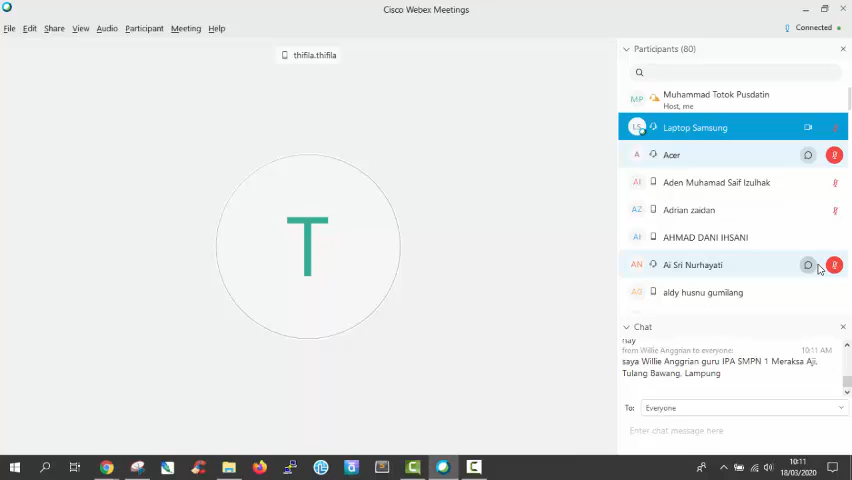 Cisco Webex Meetings
File Edit Share View Audio Participant Meeting Help
Connected
thifila.thifila
T
Participants (80)
MP Muhammad Totok Pusdatin
Host, me
LS Laptop Samsung
A Acer
AI Aden Muhamad Saif Izulhak
AZ Adrian zaidan
AI AHMAD DANI IHSANI
AN Ai Sri Nurhayati
AG aldy husnu gumilang
Chat
hay
from Willie Anggrian to everyone: 10:11 AM
saya Willie Anggrian guru IPA SMPN 1 Meraksa Aji,
Tulang Bawang, Lampung
To: Everyone
Enter chat message here
10:11
18/03/2020